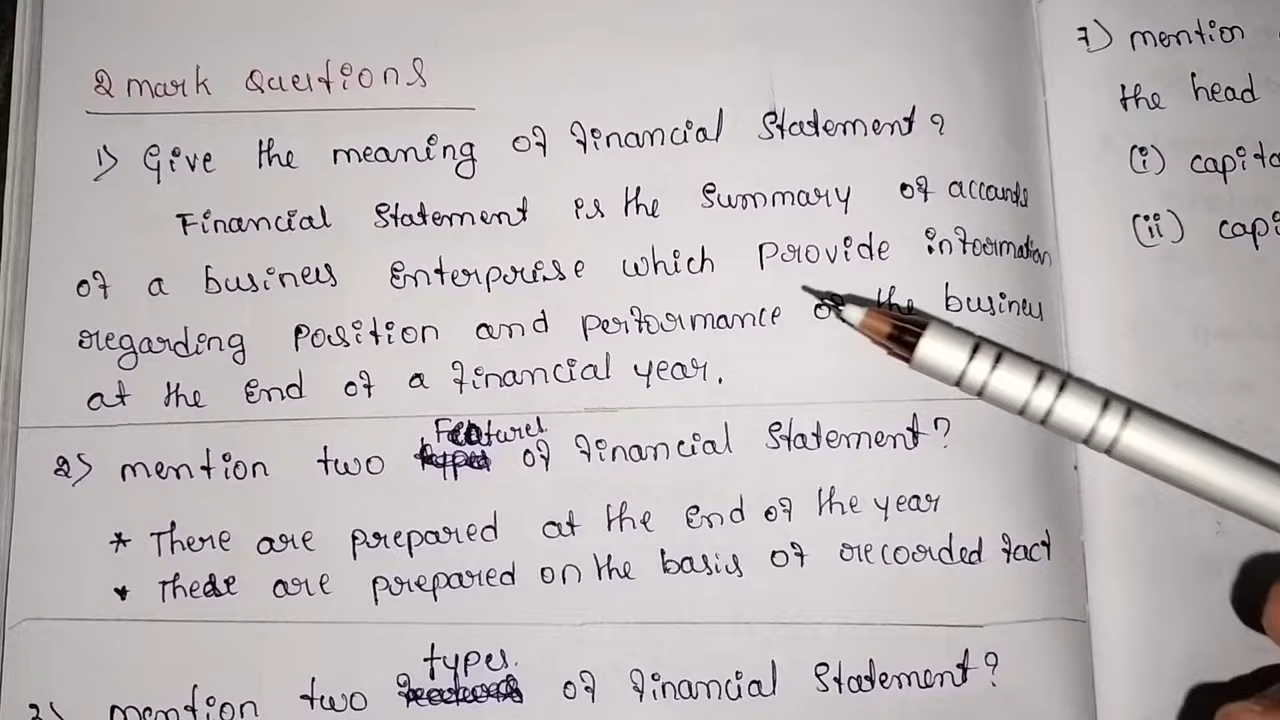 2 mark Questions
1) Give the meaning of financial Statement?
Financial Statement is the Summary of accounts
of a business Enterprise which provide information
regarding Position and performance of the business
at the End of a financial year.
2) mention two Features of financial Statement?
* There are prepared at the End of the year
* These are prepared on the basis of recorded fact
types.
3) mention two of financial Statement?
7) mention
the head
(i) capita
(ii) capi